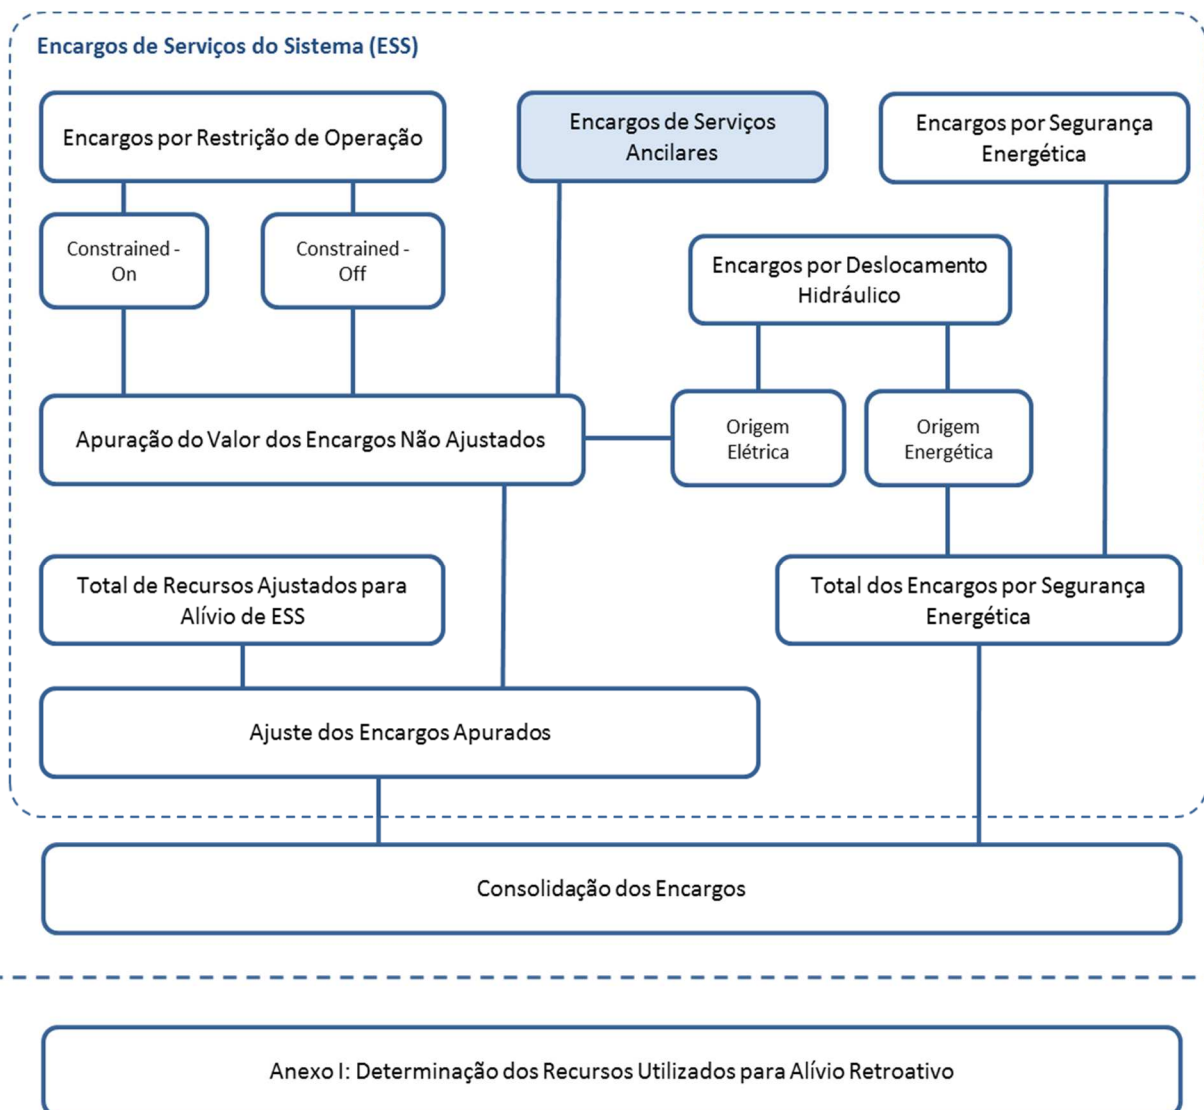 Encargos de Serviços do Sistema (ESS)
Encargos por Restrição de Operação
Encargos de Serviços
Ancilares
Encargos por Segurança
Energética
Constrained -
On
Constrained -
Off
Encargos por Deslocamento
Hidráulico
Apuração do Valor dos Encargos Não Ajustados
Origem
Elétrica
Origem
Energética
Total de Recursos Ajustados para
Alívio de ESS
Total dos Encargos por Segurança
Energética
Ajuste dos Encargos Apurados
Consolidação dos Encargos
Anexo I: Determinação dos Recursos Utilizados para Alívio Retroativo